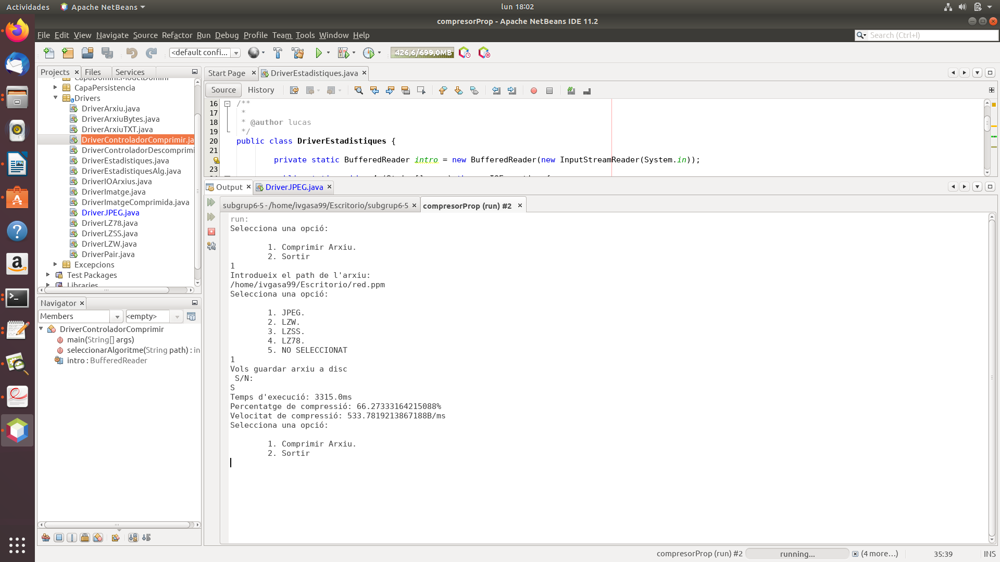 Actividades
Apache NetBeans
lun 18:02
compresorProp - Apache NetBeans IDE 11.2
File Edit View Navigate Source Refactor Run Debug Profile Team Tools Window Help
Search (Ctrl+I)
<default confi...
426,6/699,0MB
Projects
Files
Services
CapaDomini.ModelDomini
CapaPersistencia
Drivers
DriverArxiu.java
DriverArxiuBytes.java
DriverArxiuTXT.java
DriverControladorComprimir.ja
DriverControladorDescomprimi
DriverEstadistiques.java
DriverEstadistiquesAlg.java
DriverIOArxius.java
DriverImatge.java
DriverImatgeComprimida.java
DriverJPEG.java
DriverLZ78.java
DriverLZSS.java
DriverLZW.java
DriverPair.java
Excepcions
Test Packages
Libraries
Navigator
Members
<empty>
DriverControladorComprimir
main(String[] args)
seleccionarAlgoritme(String path) : in
intro : BufferedReader
Start Page
DriverEstadistiques.java
Source
History
16 /**
17 *
18 * @author lucas
19 */
20 public class DriverEstadistiques {
21
private static BufferedReader intro = new BufferedReader(new InputStreamReader(System.in));
23
Output
DriverJPEG.java
subgrup6-5 - /home/ivgasa99/Escritorio/subgrup6-5
compresorProp (run) #2
run:
Selecciona una opció:
1. Comprimir Arxiu.
2. Sortir
1
Introdueix el path de l'arxiu:
/home/ivgasa99/Escritorio/red.ppm
Selecciona una opció:
1. JPEG.
2. LZW.
3. LZSS.
4. LZ78.
5. NO SELECCIONAT
1
Vols guardar arxiu a disc
S/N:
S
Temps d'execució: 3315.0ms
Percentatge de compressió: 66.27333164215088%
Velocitat de compressió: 533.7819213867188B/ms
Selecciona una opció:
1. Comprimir Arxiu.
2. Sortir
compresorProp (run) #2
running...
(4 more...)
35:39
INS